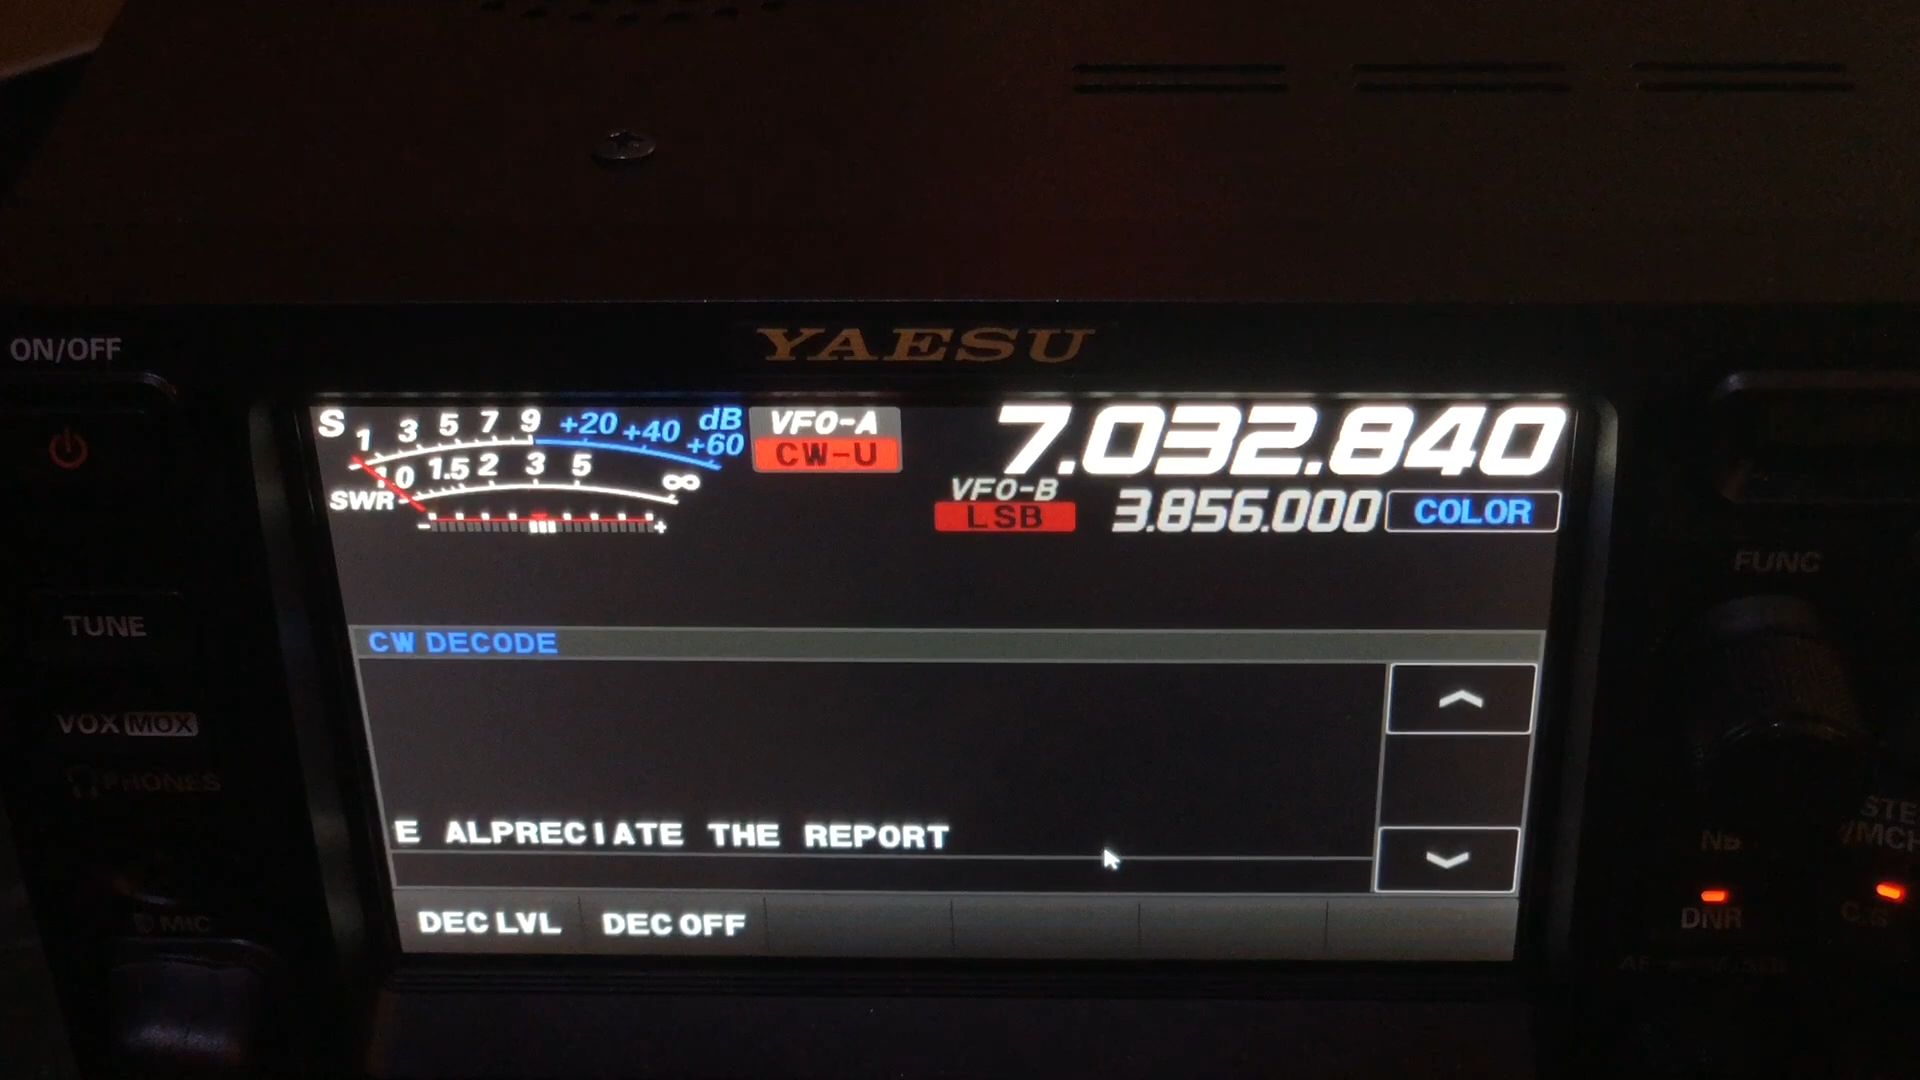 YAESU
ON/OFF
S 1 3 5 7 9 +20 +40 +60 dB
VFO-A
7.032.840
CW-U
1.0 1.5 2 3 5 ∞
SWR
VFO-B
LSB 3.856.000 COLOR
FUNC
TUNE
CW DECODE
VOX MOX
PHONES
E ALPRECIATE THE REPORT
NB
/MCH
MIC
DNR
DEC LVL DEC OFF